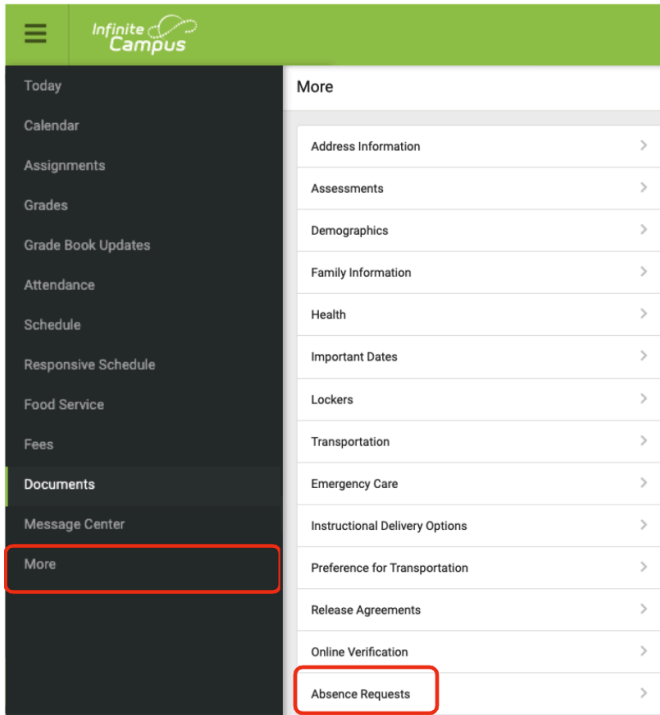 Infinite
Campus
Today
Calendar
Assignments
Grades
Grade Book Updates
Attendance
Schedule
Responsive Schedule
Food Service
Fees
Documents
Message Center
More
More
Address Information
Assessments
Demographics
Family Information
Health
Important Dates
Lockers
Transportation
Emergency Care
Instructional Delivery Options
Preference for Transportation
Release Agreements
Online Verification
Absence Requests